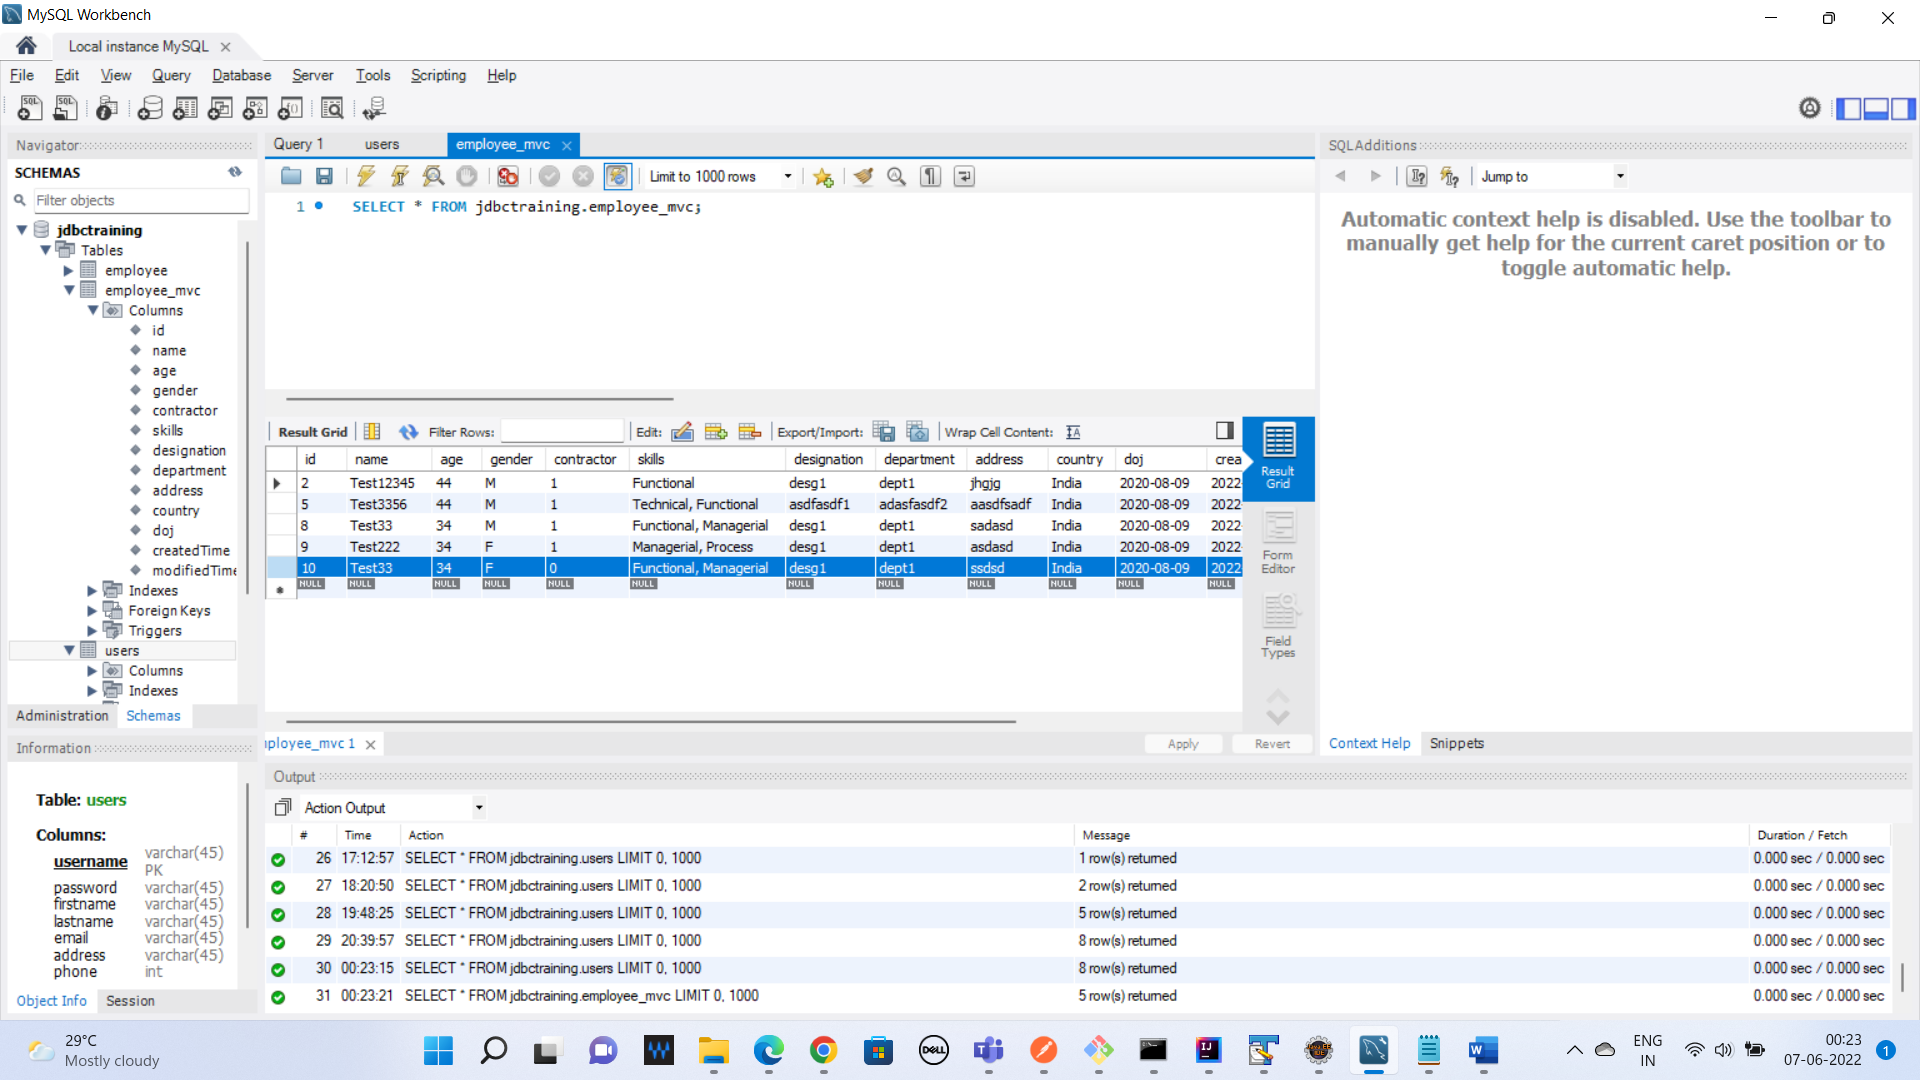 MySQL Workbench
Local instance MySQL
File Edit View Query Database Server Tools Scripting Help
Navigator
SCHEMAS
Filter objects
jdbctraining
Tables
employee
employee_mvc
Columns
id
name
age
gender
contractor
skills
designation
department
address
country
doj
createdTime
modifiedTime
Indexes
Foreign Keys
Triggers
users
Columns
Indexes
Administration Schemas
Information
Table: users
Columns:
username varchar(45) PK
password varchar(45)
firstname varchar(45)
lastname varchar(45)
email varchar(45)
address varchar(45)
phone int
Object Info Session
Query 1 users employee_mvc
Limit to 1000 rows
1 SELECT * FROM jdbctraining.employee_mvc;
Result Grid Filter Rows: Edit: Export/Import: Wrap Cell Content:
id name age gender contractor skills designation department address country doj crea
2 Test12345 44 M 1 Functional desg1 dept1 jhgjg India 2020-08-09 2022-
5 Test3356 44 M 1 Technical, Functional asdfasdf1 adasfasdf2 aasdfsadf India 2020-08-09 2022-
8 Test33 34 M 1 Functional, Managerial desg1 dept1 sadasd India 2020-08-09 2022-
9 Test222 34 F 1 Managerial, Process desg1 dept1 asdasd India 2020-08-09 2022-
10 Test33 34 F 0 Functional, Managerial desg1 dept1 ssdsd India 2020-08-09 2022-
NULL NULL NULL NULL NULL NULL NULL NULL NULL NULL NULL NULL
Result Grid
Form Editor
Field Types
ployee_mvc 1
Apply Revert
SQLAdditions
Jump to
Automatic context help is disabled. Use the toolbar to
manually get help for the current caret position or to
toggle automatic help.
Context Help Snippets
Output
Action Output
# Time Action Message Duration / Fetch
26 17:12:57 SELECT * FROM jdbctraining.users LIMIT 0, 1000 1 row(s) returned 0.000 sec / 0.000 sec
27 18:20:50 SELECT * FROM jdbctraining.users LIMIT 0, 1000 2 row(s) returned 0.000 sec / 0.000 sec
28 19:48:25 SELECT * FROM jdbctraining.users LIMIT 0, 1000 5 row(s) returned 0.000 sec / 0.000 sec
29 20:39:57 SELECT * FROM jdbctraining.users LIMIT 0, 1000 8 row(s) returned 0.000 sec / 0.000 sec
30 00:23:15 SELECT * FROM jdbctraining.users LIMIT 0, 1000 8 row(s) returned 0.000 sec / 0.000 sec
31 00:23:21 SELECT * FROM jdbctraining.employee_mvc LIMIT 0, 1000 5 row(s) returned 0.000 sec / 0.000 sec
29°C
Mostly cloudy
DELL
ENG
IN
00:23
07-06-2022
1